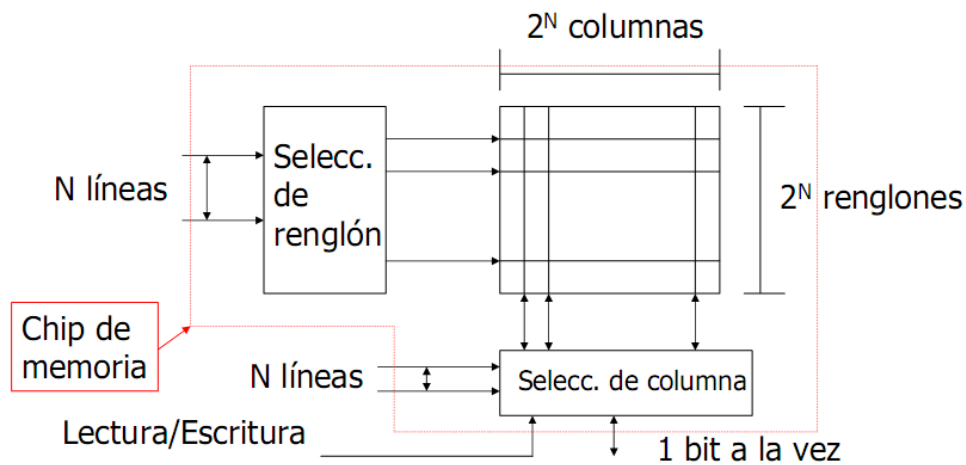 2ᴺ columnas
Selecc.
de
renglón
N líneas
2ᴺ renglones
Chip de
memoria
N líneas
Selecc. de columna
Lectura/Escritura
1 bit a la vez